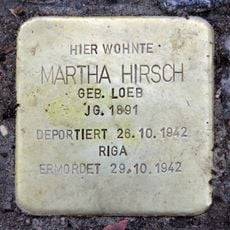 HIER WOHNTE
MARTHA HIRSCH
GEB. LOEB
JG. 1891
DEPORTIERT 26.10.1942
RIGA
ERMORDET 29.10.1942